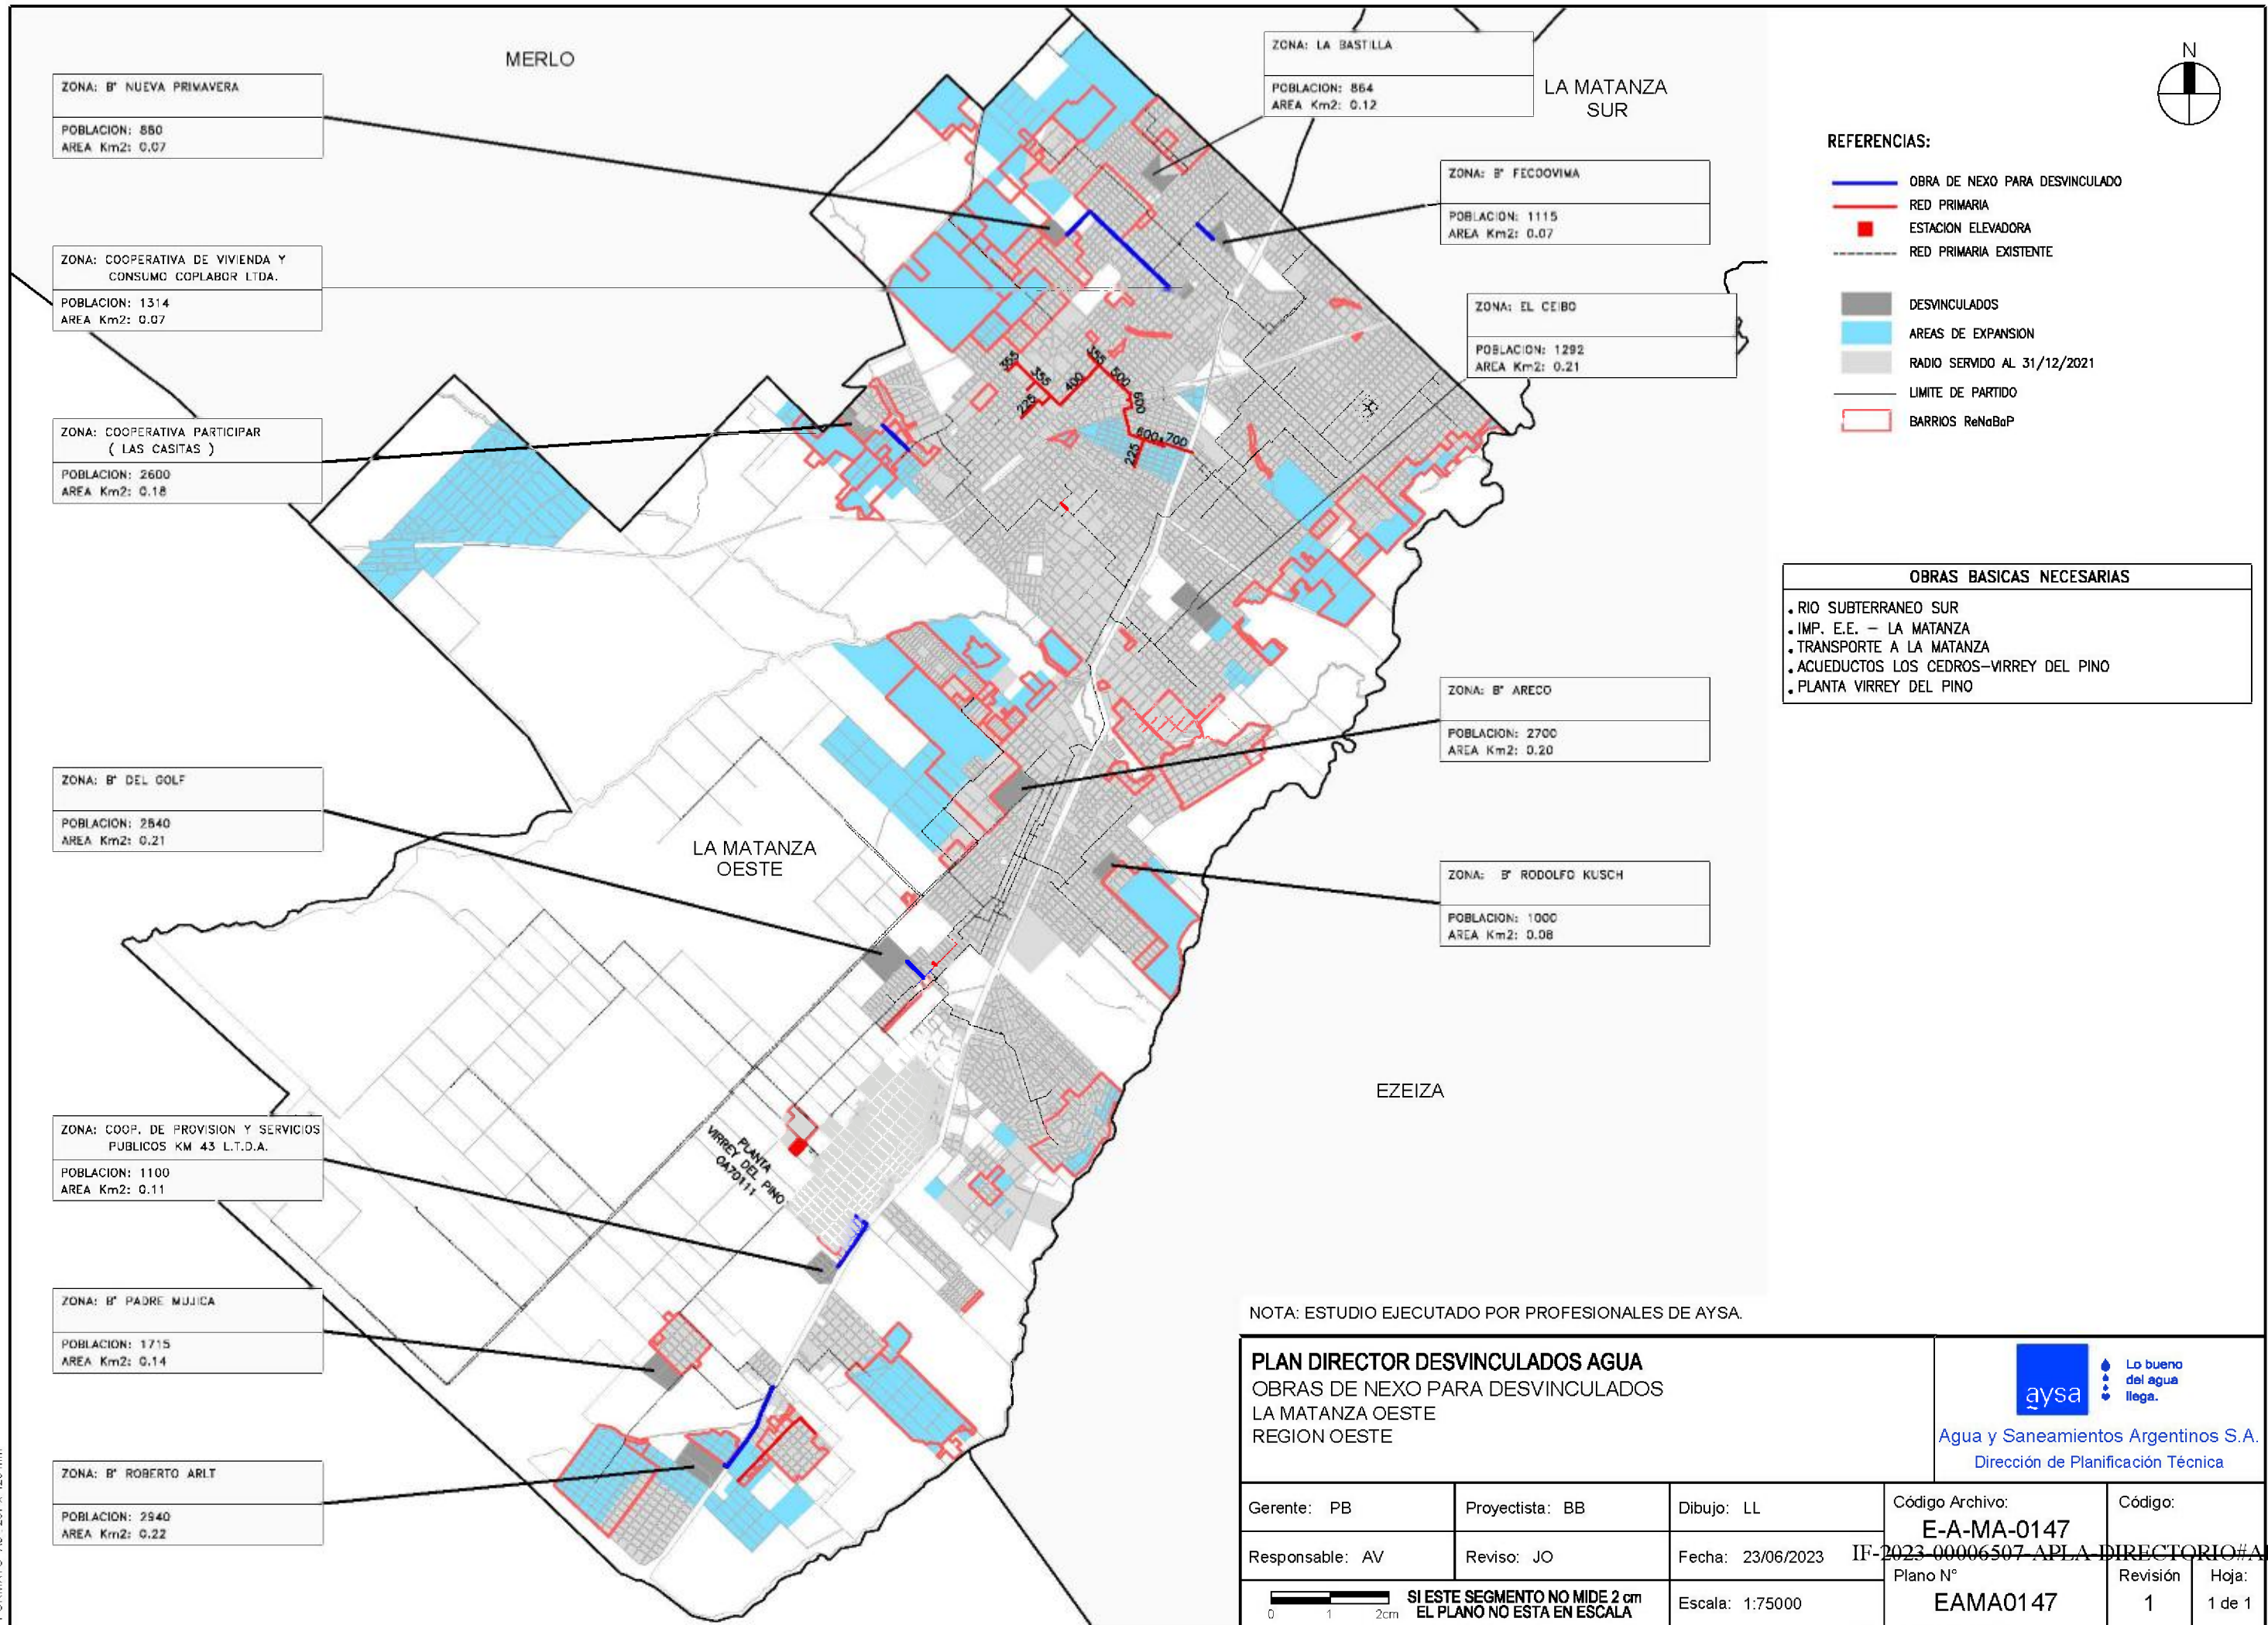 MERLO
LA MATANZA
SUR
N
ZONA: B° NUEVA PRIMAVERA
POBLACION: 880
AREA Km2: 0.07
ZONA: LA BASTILLA
POBLACION: 864
AREA Km2: 0.12
ZONA: B° FECOOVIMA
POBLACION: 1115
AREA Km2: 0.07
ZONA: COOPERATIVA DE VIVIENDA Y
CONSUMO COPLABOR LTDA.
POBLACION: 1314
AREA Km2: 0.07
ZONA: EL CEIBO
POBLACION: 1292
AREA Km2: 0.21
ZONA: COOPERATIVA PARTICIPAR
( LAS CASITAS )
POBLACION: 2600
AREA Km2: 0.18
355
355
225
400
355
500
600
600
700
225
REFERENCIAS:
OBRA DE NEXO PARA DESVINCULADO
RED PRIMARIA
ESTACION ELEVADORA
RED PRIMARIA EXISTENTE
DESVINCULADOS
AREAS DE EXPANSION
RADIO SERVIDO AL 31/12/2021
LIMITE DE PARTIDO
BARRIOS ReNaBaP
OBRAS BASICAS NECESARIAS
. RIO SUBTERRANEO SUR
. IMP. E.E. – LA MATANZA
. TRANSPORTE A LA MATANZA
. ACUEDUCTOS LOS CEDROS–VIRREY DEL PINO
. PLANTA VIRREY DEL PINO
ZONA: B° ARECO
POBLACION: 2700
AREA Km2: 0.20
ZONA: B° DEL GOLF
POBLACION: 2640
AREA Km2: 0.21
LA MATANZA
OESTE
ZONA: B° RODOLFO KUSCH
POBLACION: 1000
AREA Km2: 0.08
EZEIZA
ZONA: COOP. DE PROVISION Y SERVICIOS
PUBLICOS KM 43 L.T.D.A.
POBLACION: 1100
AREA Km2: 0.11
PLANTA
VIRREY DEL PINO
OA70111
ZONA: B° PADRE MUJICA
POBLACION: 1715
AREA Km2: 0.14
ZONA: B° ROBERTO ARLT
POBLACION: 2940
AREA Km2: 0.22
NOTA: ESTUDIO EJECUTADO POR PROFESIONALES DE AYSA.
PLAN DIRECTOR DESVINCULADOS AGUA
OBRAS DE NEXO PARA DESVINCULADOS
LA MATANZA OESTE
REGION OESTE
aysa
Lo bueno
del agua
llega.
Agua y Saneamientos Argentinos S.A.
Dirección de Planificación Técnica
Gerente: PB
Proyectista: BB
Dibujo: LL
Código Archivo:
E-A-MA-0147
Código:
Responsable: AV
Reviso: JO
Fecha: 23/06/2023
IF-2023-00006507-APLA-DIRECTORIO#A
0 1 2cm
SI ESTE SEGMENTO NO MIDE 2 cm
EL PLANO NO ESTA EN ESCALA
Escala: 1:75000
Plano N°
EAMA0147
Revisión
1
Hoja:
1 de 1